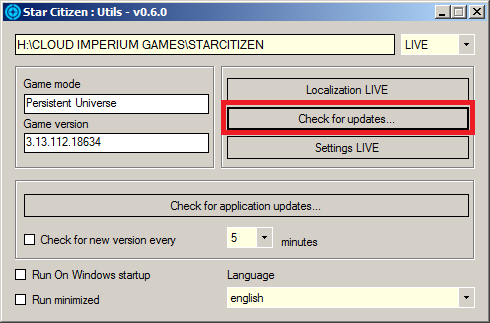 Star Citizen : Utils - v0.6.0
H:\CLOUD IMPERIUM GAMES\STARCITIZEN
LIVE
Game mode
Persistent Universe
Game version
3.13.112.18634
Localization LIVE
Check for updates...
Settings LIVE
Check for application updates...
Check for new version every
5
minutes
Run On Windows startup
Run minimized
Language
english